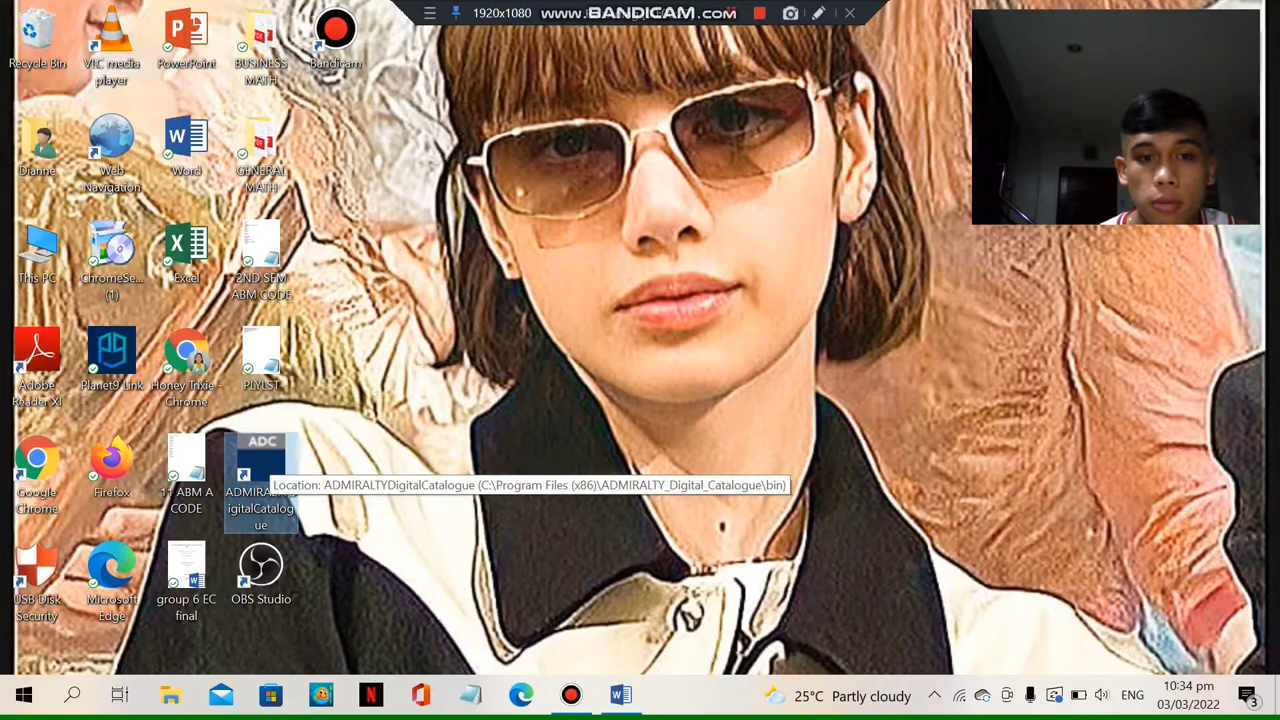 1920x1080
www.BANDICAM.com
Recycle Bin
VLC media
player
PowerPoint
BUSINESS
MATH
Bandicam
Dianne
Web
Navigation
Word
GENERAL
MATH
This PC
ChromeSe...
(1)
Excel
2ND SEM
ABM CODE
Adobe
Reader XI
Planet9 Link
Honey Trixie -
Chrome
PLYLST
Google
Chrome
Firefox
11 ABM A
CODE
ADC
ADMIRALTYD
igitalCatalog
ue
Location: ADMIRALTYDigitalCatalogue (C:\Program Files (x86)\ADMIRALTY_Digital_Catalogue\bin)
USB Disk
Security
Microsoft
Edge
group 6 EC
final
OBS Studio
25°C Partly cloudy
ENG
10:34 pm
03/03/2022
3